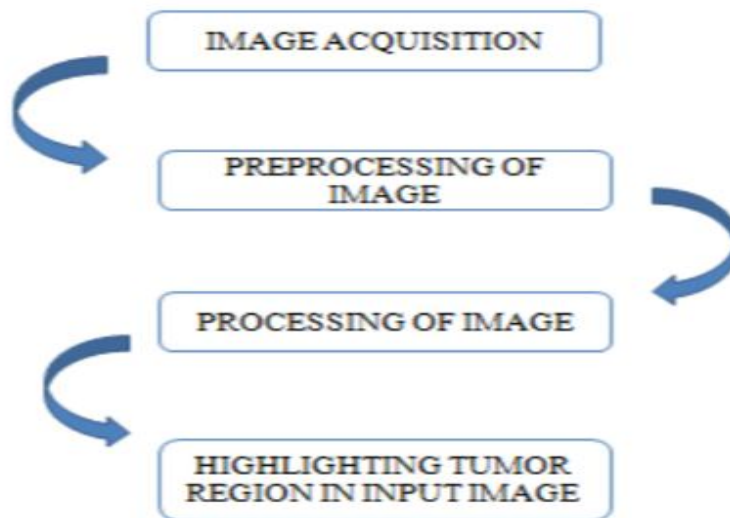 IMAGE ACQUISITION
PREPROCESSING OF
IMAGE
PROCESSING OF IMAGE
HIGHLIGHTING TUMOR
REGION IN INPUT IMAGE